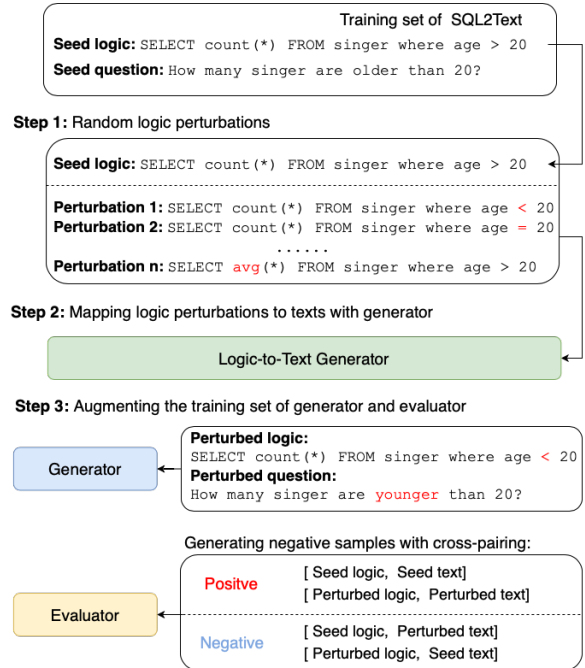 Training set of SQL2Text
Seed logic: SELECT count(*) FROM singer where age > 20
Seed question: How many singer are older than 20?
Step 1: Random logic perturbations
Seed logic: SELECT count(*) FROM singer where age > 20
Perturbation 1: SELECT count(*) FROM singer where age < 20
Perturbation 2: SELECT count(*) FROM singer where age = 20
......
Perturbation n: SELECT avg(*) FROM singer where age > 20
Step 2: Mapping logic perturbations to texts with generator
Logic-to-Text Generator
Step 3: Augmenting the training set of generator and evaluator
Generator
Perturbed logic:
SELECT count(*) FROM singer where age < 20
Perturbed question:
How many singer are younger than 20?
Generating negative samples with cross-pairing:
Evaluator
Positve
[ Seed logic, Seed text]
[ Perturbed logic, Perturbed text]
Negative
[ Seed logic, Perturbed text]
[ Perturbed logic, Seed text]